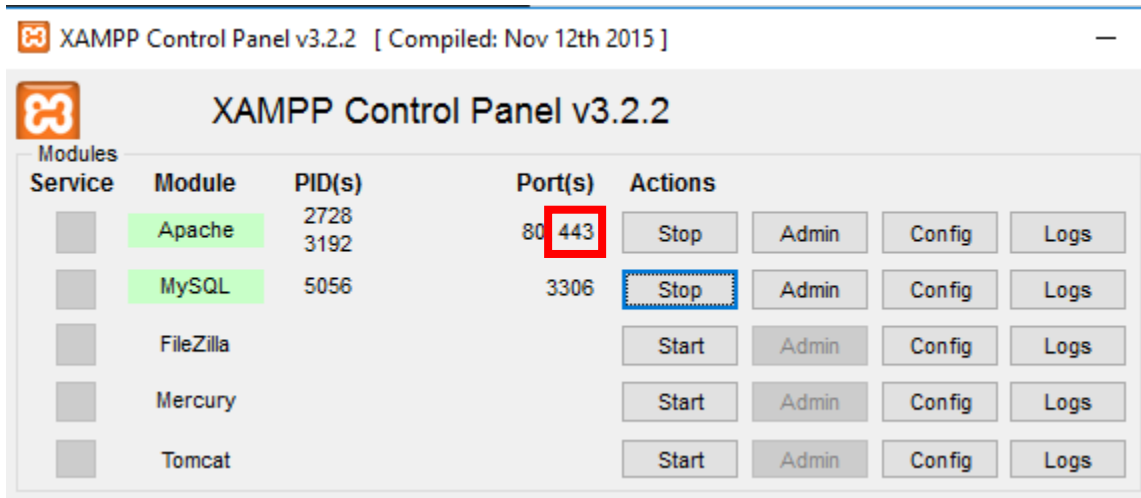 XAMPP Control Panel v3.2.2 [ Compiled: Nov 12th 2015 ]
XAMPP Control Panel v3.2.2
Modules
Service Module PID(s) Port(s) Actions
Apache 2728 3192 80 443 Stop Admin Config Logs
MySQL 5056 3306 Stop Admin Config Logs
FileZilla Start Admin Config Logs
Mercury Start Admin Config Logs
Tomcat Start Admin Config Logs